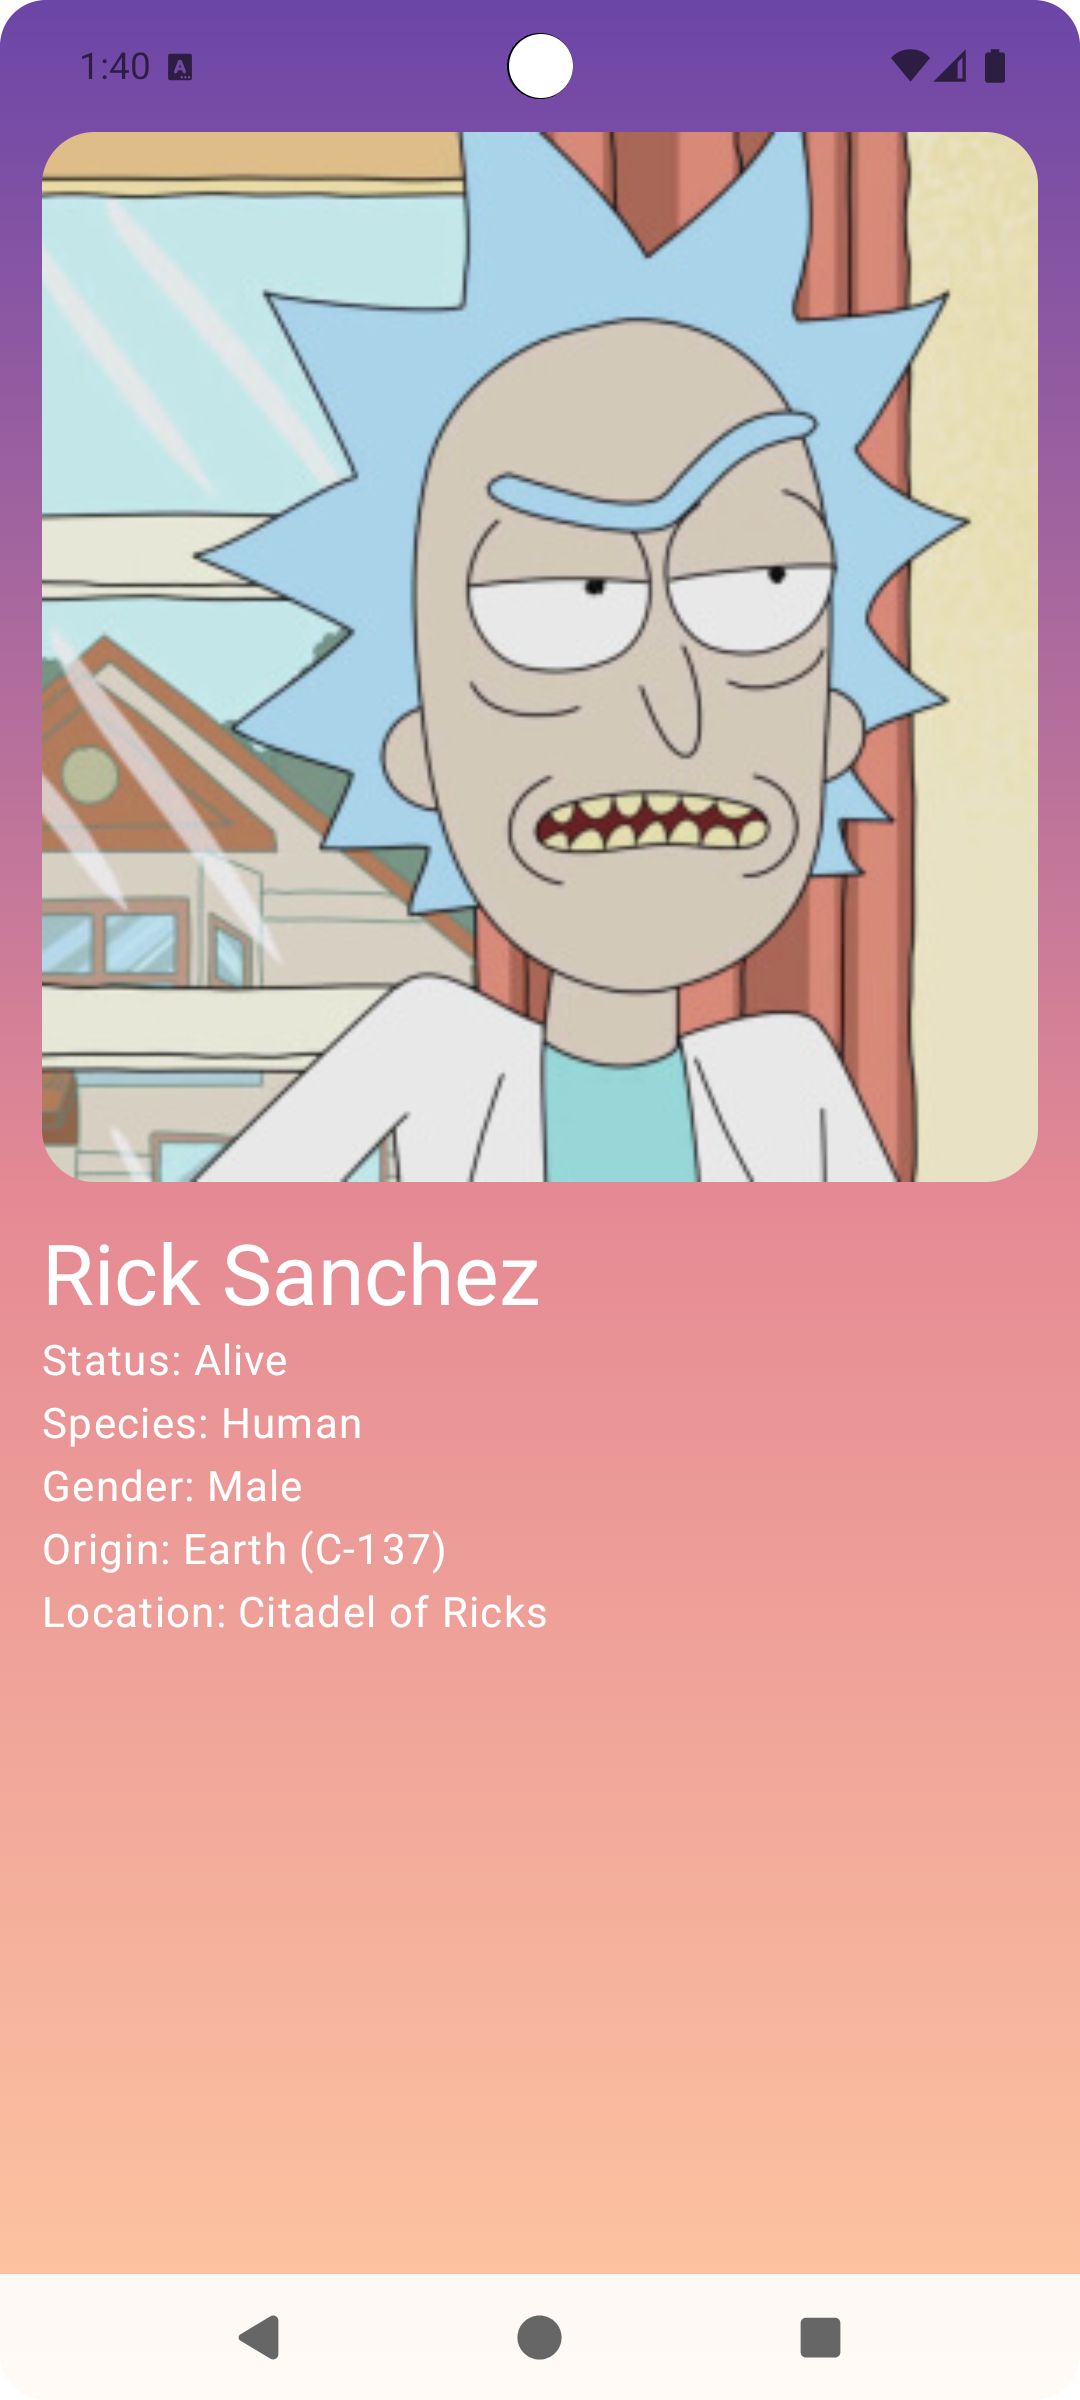 1:40
Rick Sanchez
Status: Alive
Species: Human
Gender: Male
Origin: Earth (C-137)
Location: Citadel of Ricks